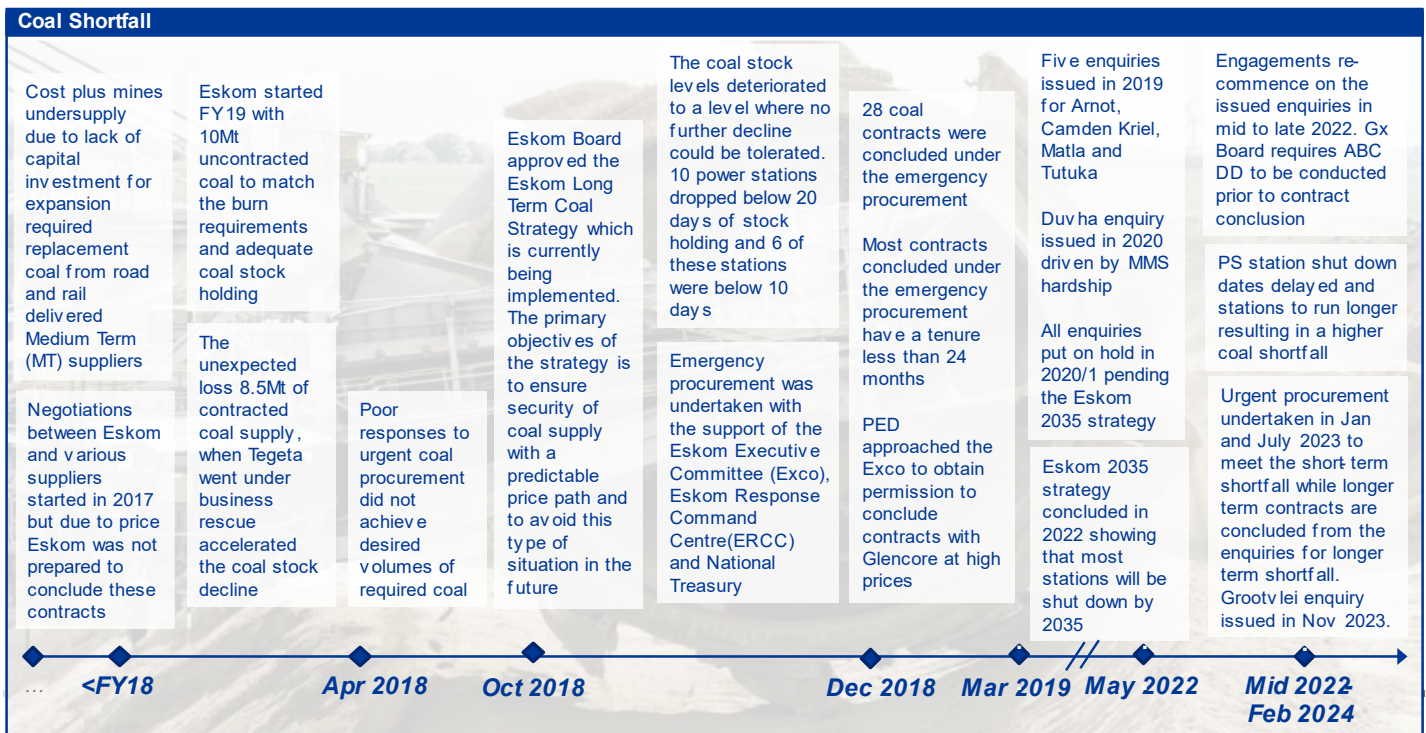 Coal Shortfall
Cost plus mines
undersupply
due to lack of
capital
investment for
expansion
required
replacement
coal from road
and rail
delivered
Medium Term
(MT) suppliers
Negotiations
between Eskom
and various
suppliers
started in 2017
but due to price
Eskom was not
prepared to
conclude these
contracts
Eskom started
FY19 with
10Mt
uncontracted
coal to match
the burn
requirements
and adequate
coal stock
holding
The
unexpected
loss 8.5Mt of
contracted
coal supply,
when Tegeta
went under
business
rescue
accelerated
the coal stock
decline
Poor
responses to
urgent coal
procurement
did not
achieve
desired
volumes of
required coal
Eskom Board
approved the
Eskom Long
Term Coal
Strategy which
is currently
being
implemented.
The primary
objectives of
the strategy is
to ensure
security of
coal supply
with a
predictable
price path and
to avoid this
type of
situation in the
future
The coal stock
levels deteriorated
to a level where no
further decline
could be tolerated.
10 power stations
dropped below 20
days of stock
holding and 6 of
these stations
were below 10
days
Emergency
procurement was
undertaken with
the support of the
Eskom Executive
Committee (Exco),
Eskom Response
Command
Centre(ERCC)
and National
Treasury
28 coal
contracts were
concluded under
the emergency
procurement
Most contracts
concluded under
the emergency
procurement
have a tenure
less than 24
months
PED
approached the
Exco to obtain
permission to
conclude
contracts with
Glencore at high
prices
Five enquiries
issued in 2019
for Arnot,
Camden Kriel,
Matla and
Tutuka
Duvha enquiry
issued in 2020
driven by MMS
hardship
All enquiries
put on hold in
2020/1 pending
the Eskom
2035 strategy
Eskom 2035
strategy
concluded in
2022 showing
that most
stations will be
shut down by
2035
Engagements re-
commence on the
issued enquiries in
mid to late 2022. Gx
Board requires ABC
DD to be conducted
prior to contract
conclusion
PS station shut down
dates delayed and
stations to run longer
resulting in a higher
coal shortfall
Urgent procurement
undertaken in Jan
and July 2023 to
meet the short-term
shortfall while longer
term contracts are
concluded from the
enquiries for longer
term shortfall.
Grootvlei enquiry
issued in Nov 2023.
...
<FY18
Apr 2018
Oct 2018
Dec 2018
Mar 2019
May 2022
Mid 2022-
Feb 2024